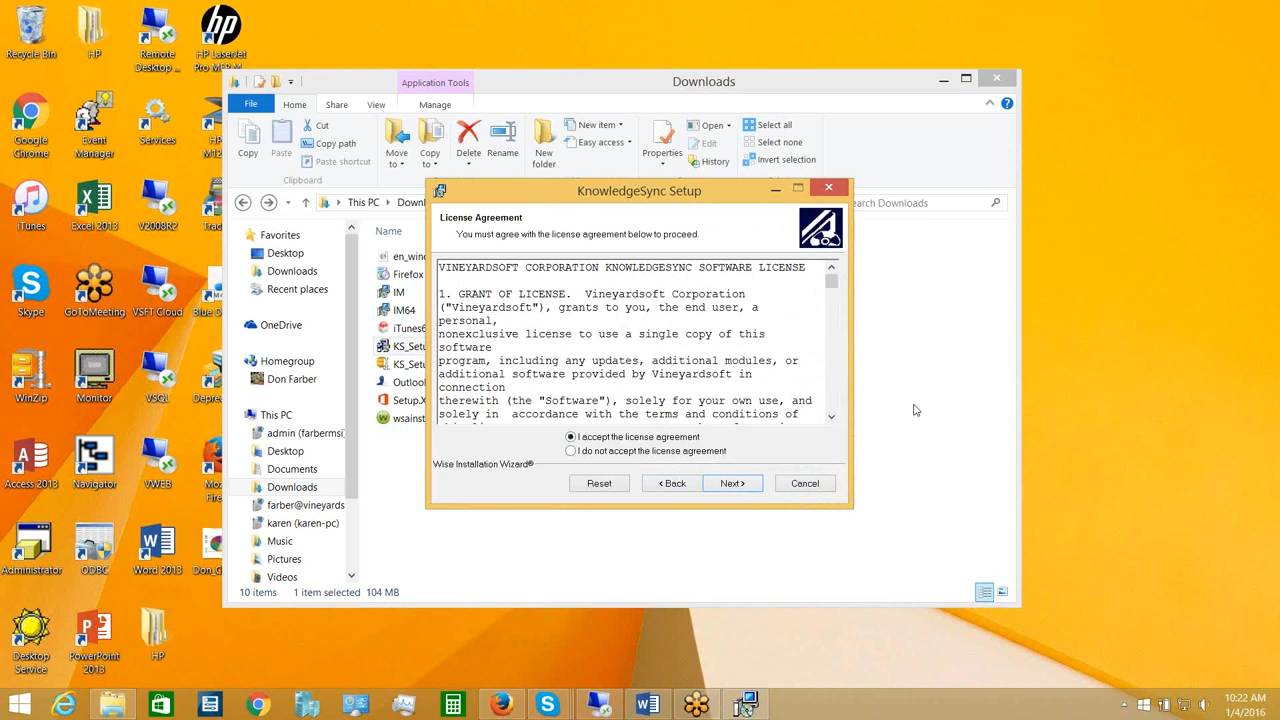 Recycle Bin
HP
Remote
Desktop ...
HP LaserJet
Google
Chrome
Event
Manager
Services
iTunes
Excel 2013
V2008R2
Skype
GoToMeeting
VSFT Cloud
WinZip
Monitor
VSQL
Access 2013
Navigator
VWEB
Administrator
ODBC
Word 2013
Desktop
Service
PowerPoint
2013
HP
Application Tools
Downloads
File
Home
Share
View
Manage
Copy
Paste
Cut
Copy path
Paste shortcut
Clipboard
Move
to
Copy
to
Delete
Rename
New
folder
New item
Easy access
Properties
Open
Edit
History
Select all
Select none
Invert selection
This PC
Downloads
Name
Favorites
Desktop
Downloads
Recent places
OneDrive
Homegroup
Don Farber
This PC
admin (farbermsi
Desktop
Documents
Downloads
farber@vineyards
karen (karen-pc)
Music
Pictures
Videos
en_wind
Firefox
IM
IM64
iTunes6
KS_Setu
KS_Setu
Outlool
Setup.X
wsainst
10 items
1 item selected
104 MB
KnowledgeSync Setup
License Agreement
You must agree with the license agreement below to proceed.
VINEYARDSOFT CORPORATION KNOWLEDGESYNC SOFTWARE LICENSE
1. GRANT OF LICENSE. Vineyardsoft Corporation
("Vineyardsoft"), grants to you, the end user, a
personal,
nonexclusive license to use a single copy of this
software
program, including any updates, additional modules, or
additional software provided by Vineyardsoft in
connection
therewith (the "Software"), solely for your own use, and
solely in accordance with the terms and conditions of
I accept the license agreement
I do not accept the license agreement
Wise Installation Wizard®
Reset
< Back
Next >
Cancel
10:22 AM
1/4/2016